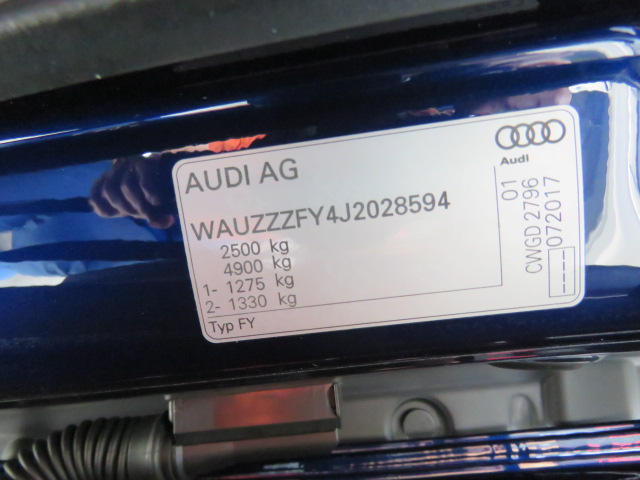 AUDI AG
Audi
WAUZZZFY4J2028594
2500 kg
4900 kg
1- 1275 kg
2- 1330 kg
Typ FY
01
CWGD 2796
072017
----